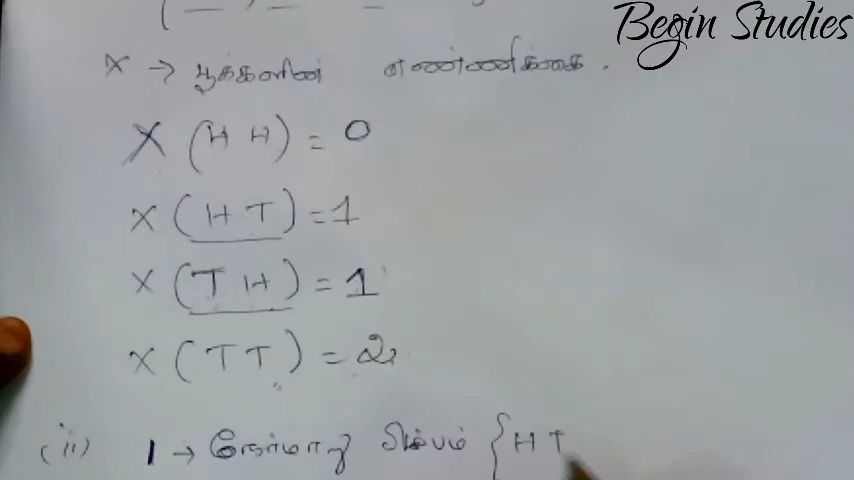 Begin Studies
X → பூக்களின் எண்ணிக்கை.
X (H H) = 0
X (H T) = 1
X (T H) = 1
X (T T) = 2
(ii) 1 → நேர்மாறு பிம்பம் { H T